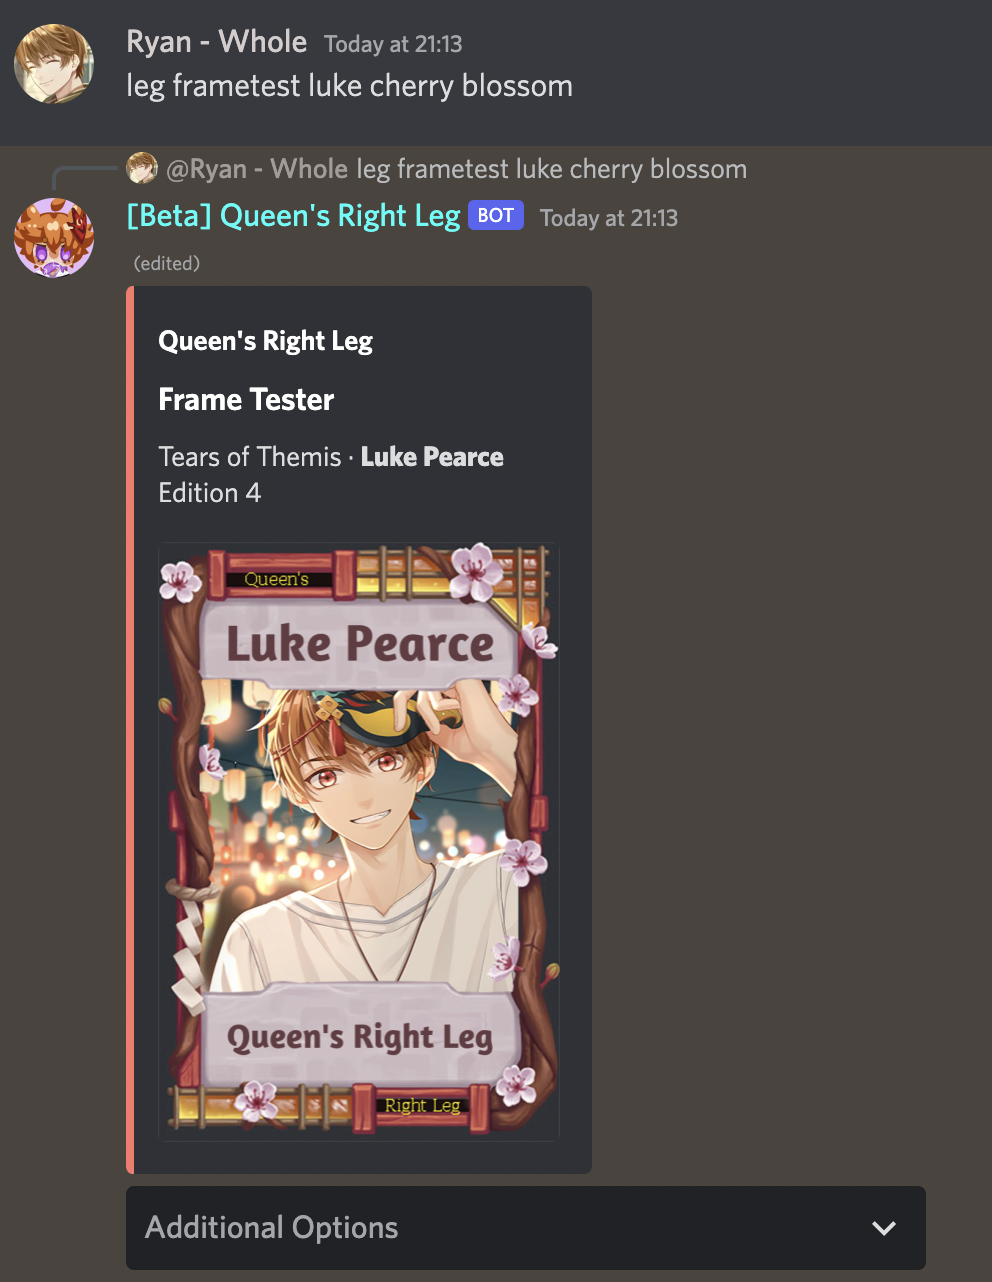 Ryan - Whole Today at 21:13
leg frametest luke cherry blossom
@Ryan - Whole leg frametest luke cherry blossom
[Beta] Queen's Right Leg BOT Today at 21:13
(edited)
Queen's Right Leg
Frame Tester
Tears of Themis · Luke Pearce
Edition 4
Queen's
Luke Pearce
Queen's Right Leg
Right Leg
Additional Options